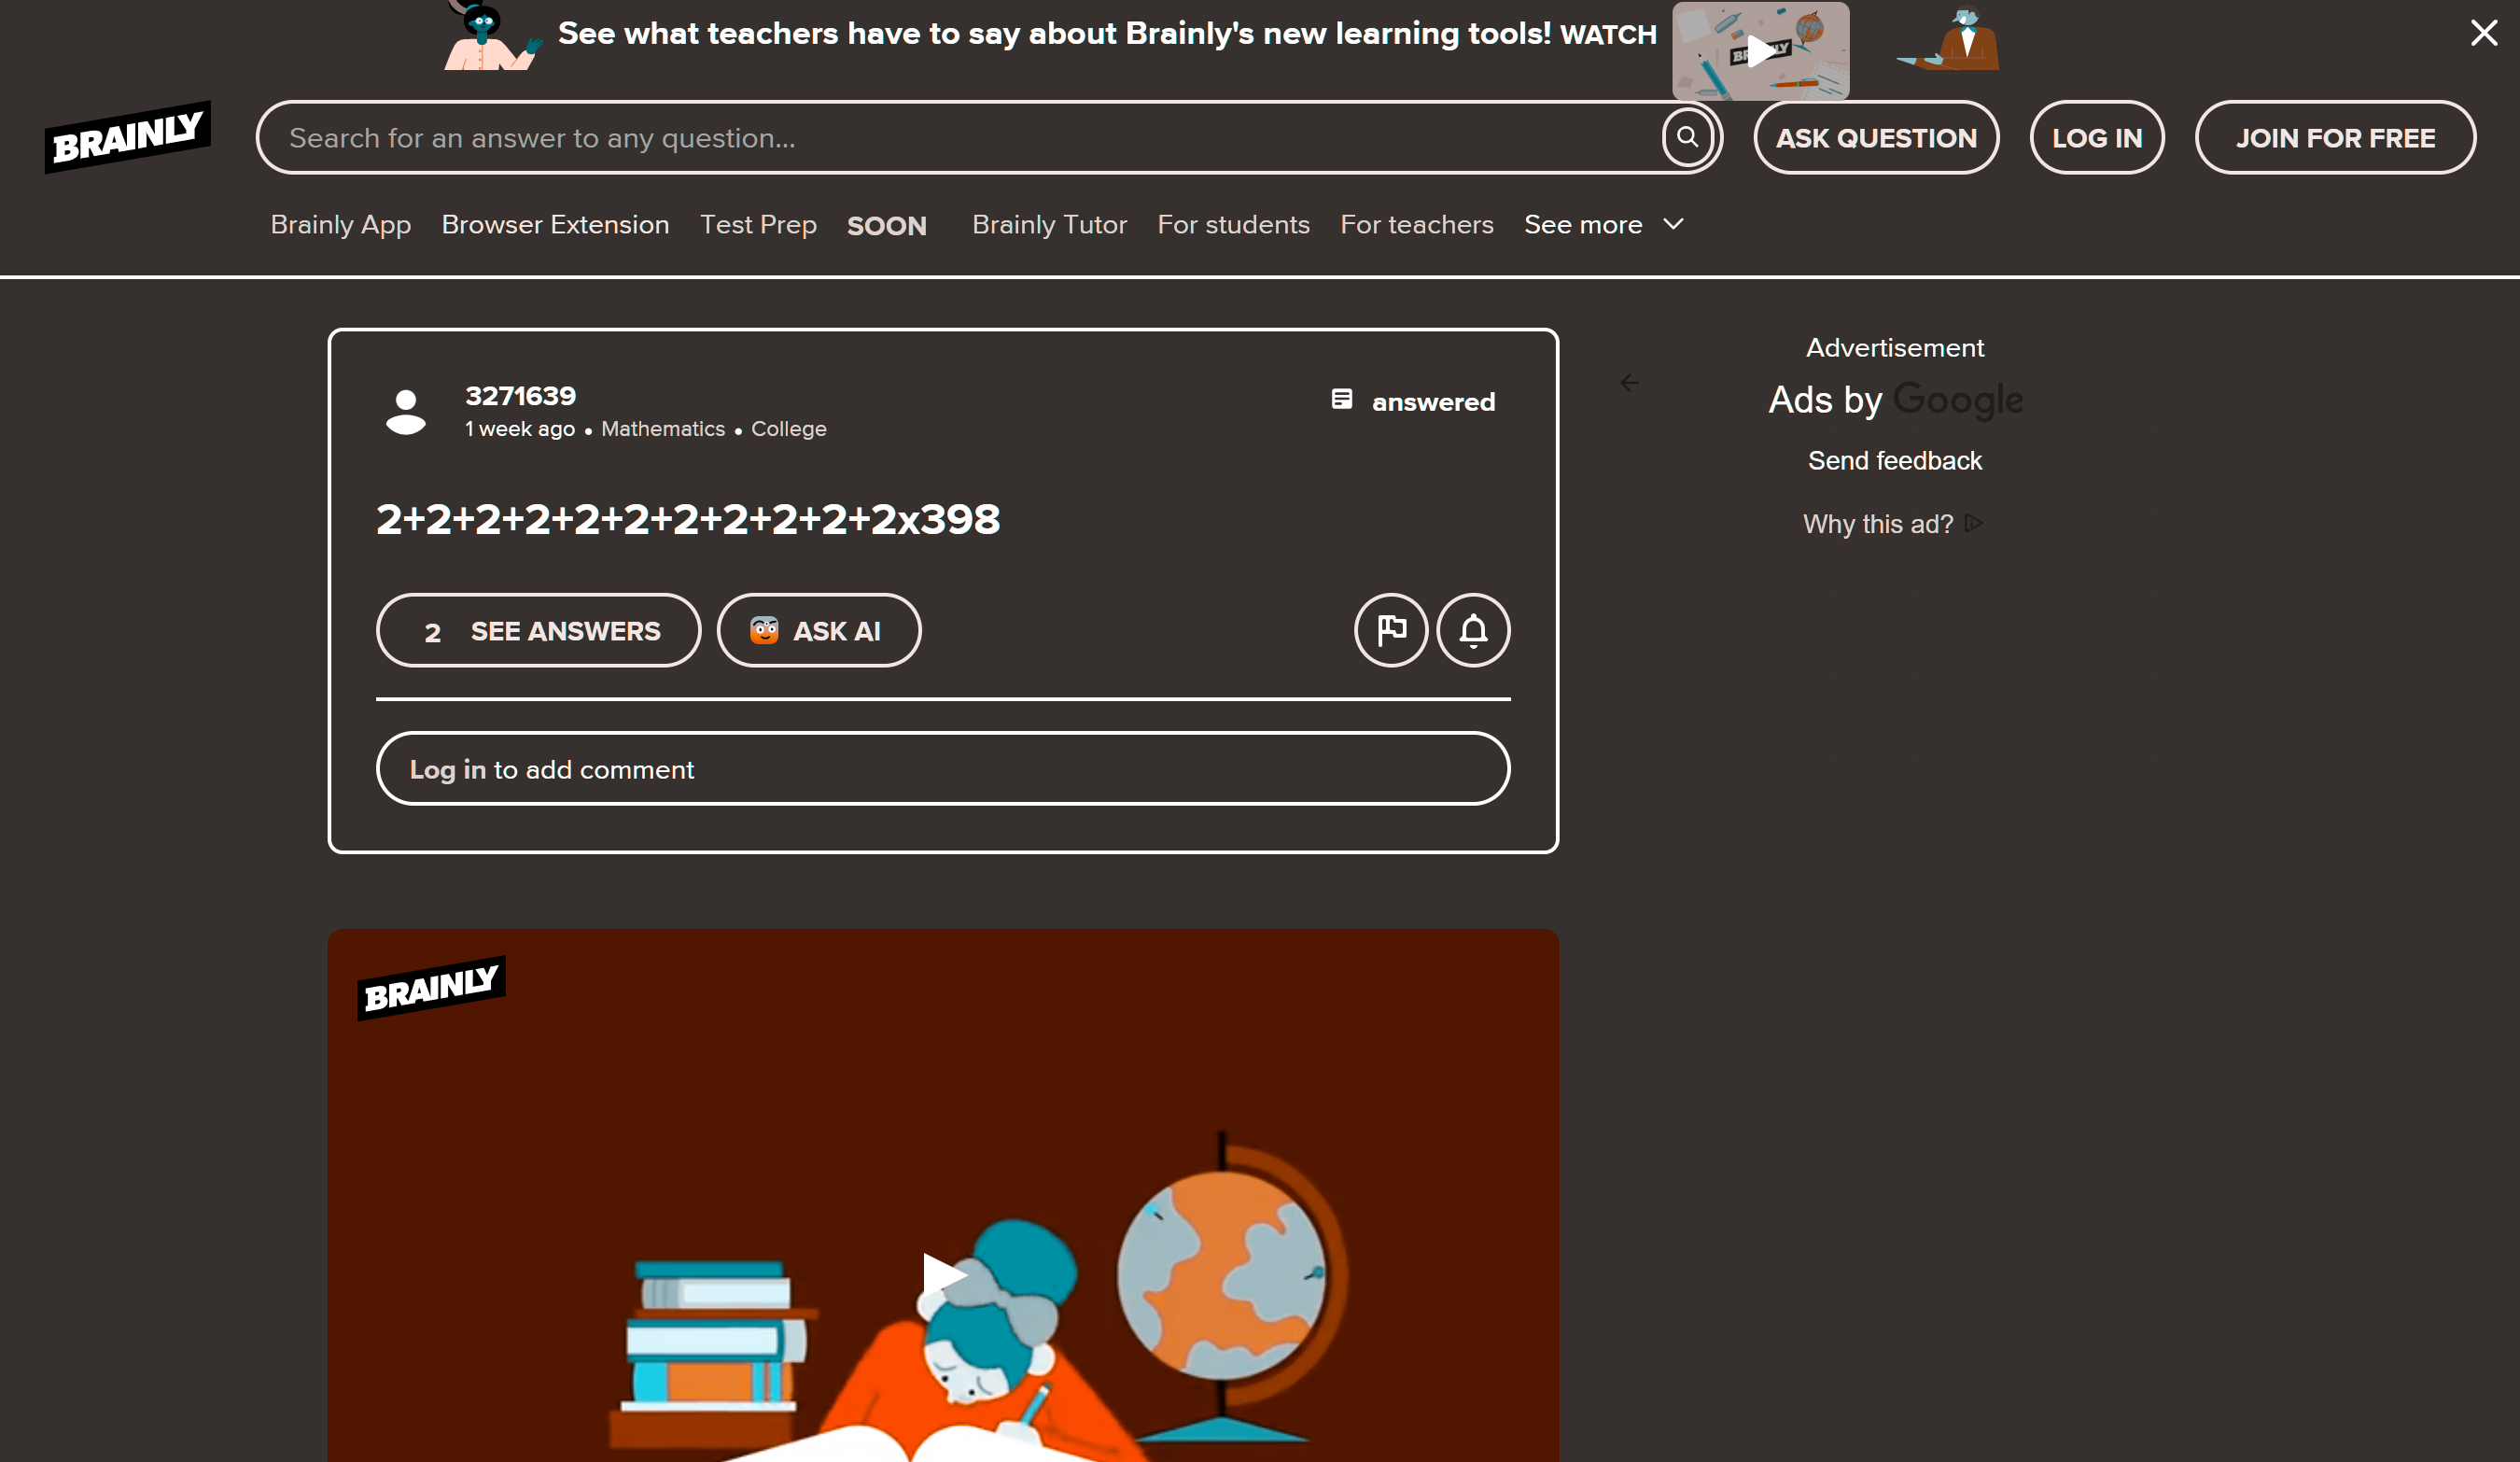 See what teachers have to say about Brainly's new learning tools! WATCH
BRAINLY
BRAINLY
Search for an answer to any question...
ASK QUESTION
LOG IN
JOIN FOR FREE
Brainly App
Browser Extension
Test Prep
SOON
Brainly Tutor
For students
For teachers
See more
3271639
1 week ago • Mathematics • College
answered
2+2+2+2+2+2+2+2+2+2+2x398
2 SEE ANSWERS
ASK AI
Log in to add comment
Advertisement
Ads by Google
Send feedback
Why this ad?
BRAINLY